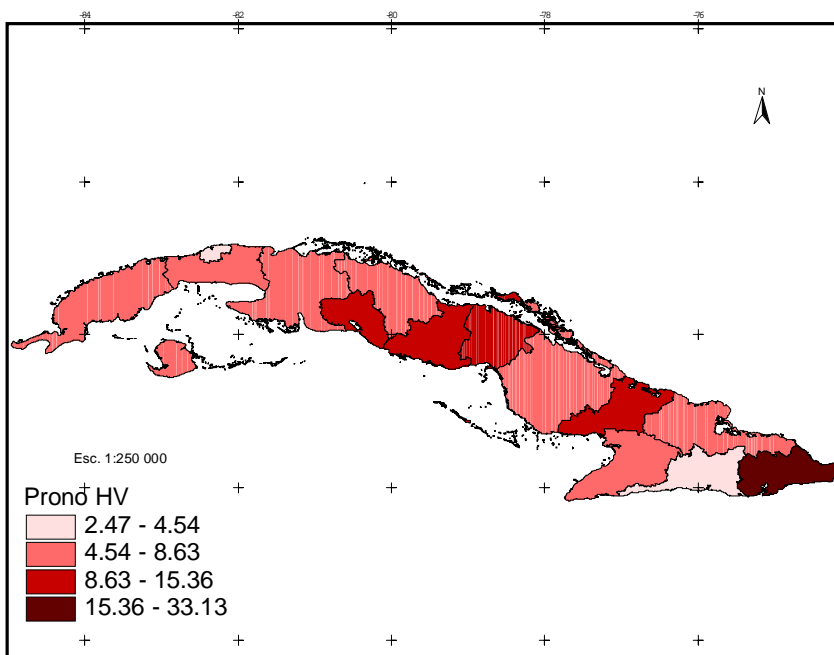 -84 -82 -80 -78 -76
N
Esc. 1:250 000
Prono HV
2.47 - 4.54
4.54 - 8.63
8.63 - 15.36
15.36 - 33.13